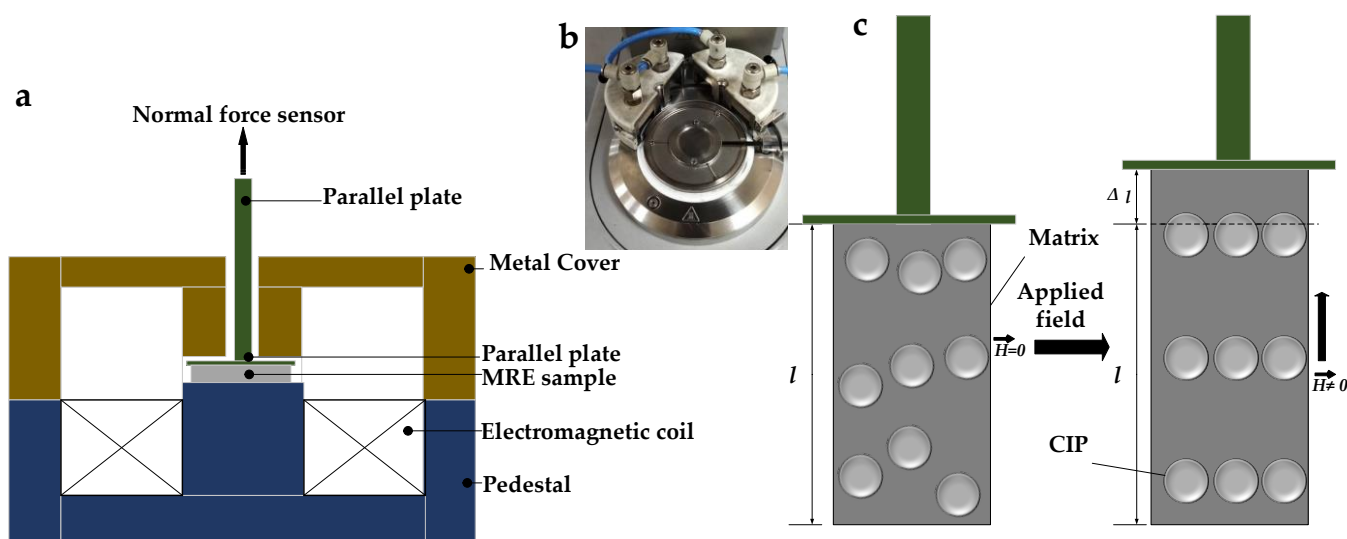 a
Normal force sensor
Parallel plate
Metal Cover
Parallel plate
MRE sample
Electromagnetic coil
Pedestal
b
c
l
Matrix
H=0
Applied
field
CIP
Δ l
l
H≠ 0